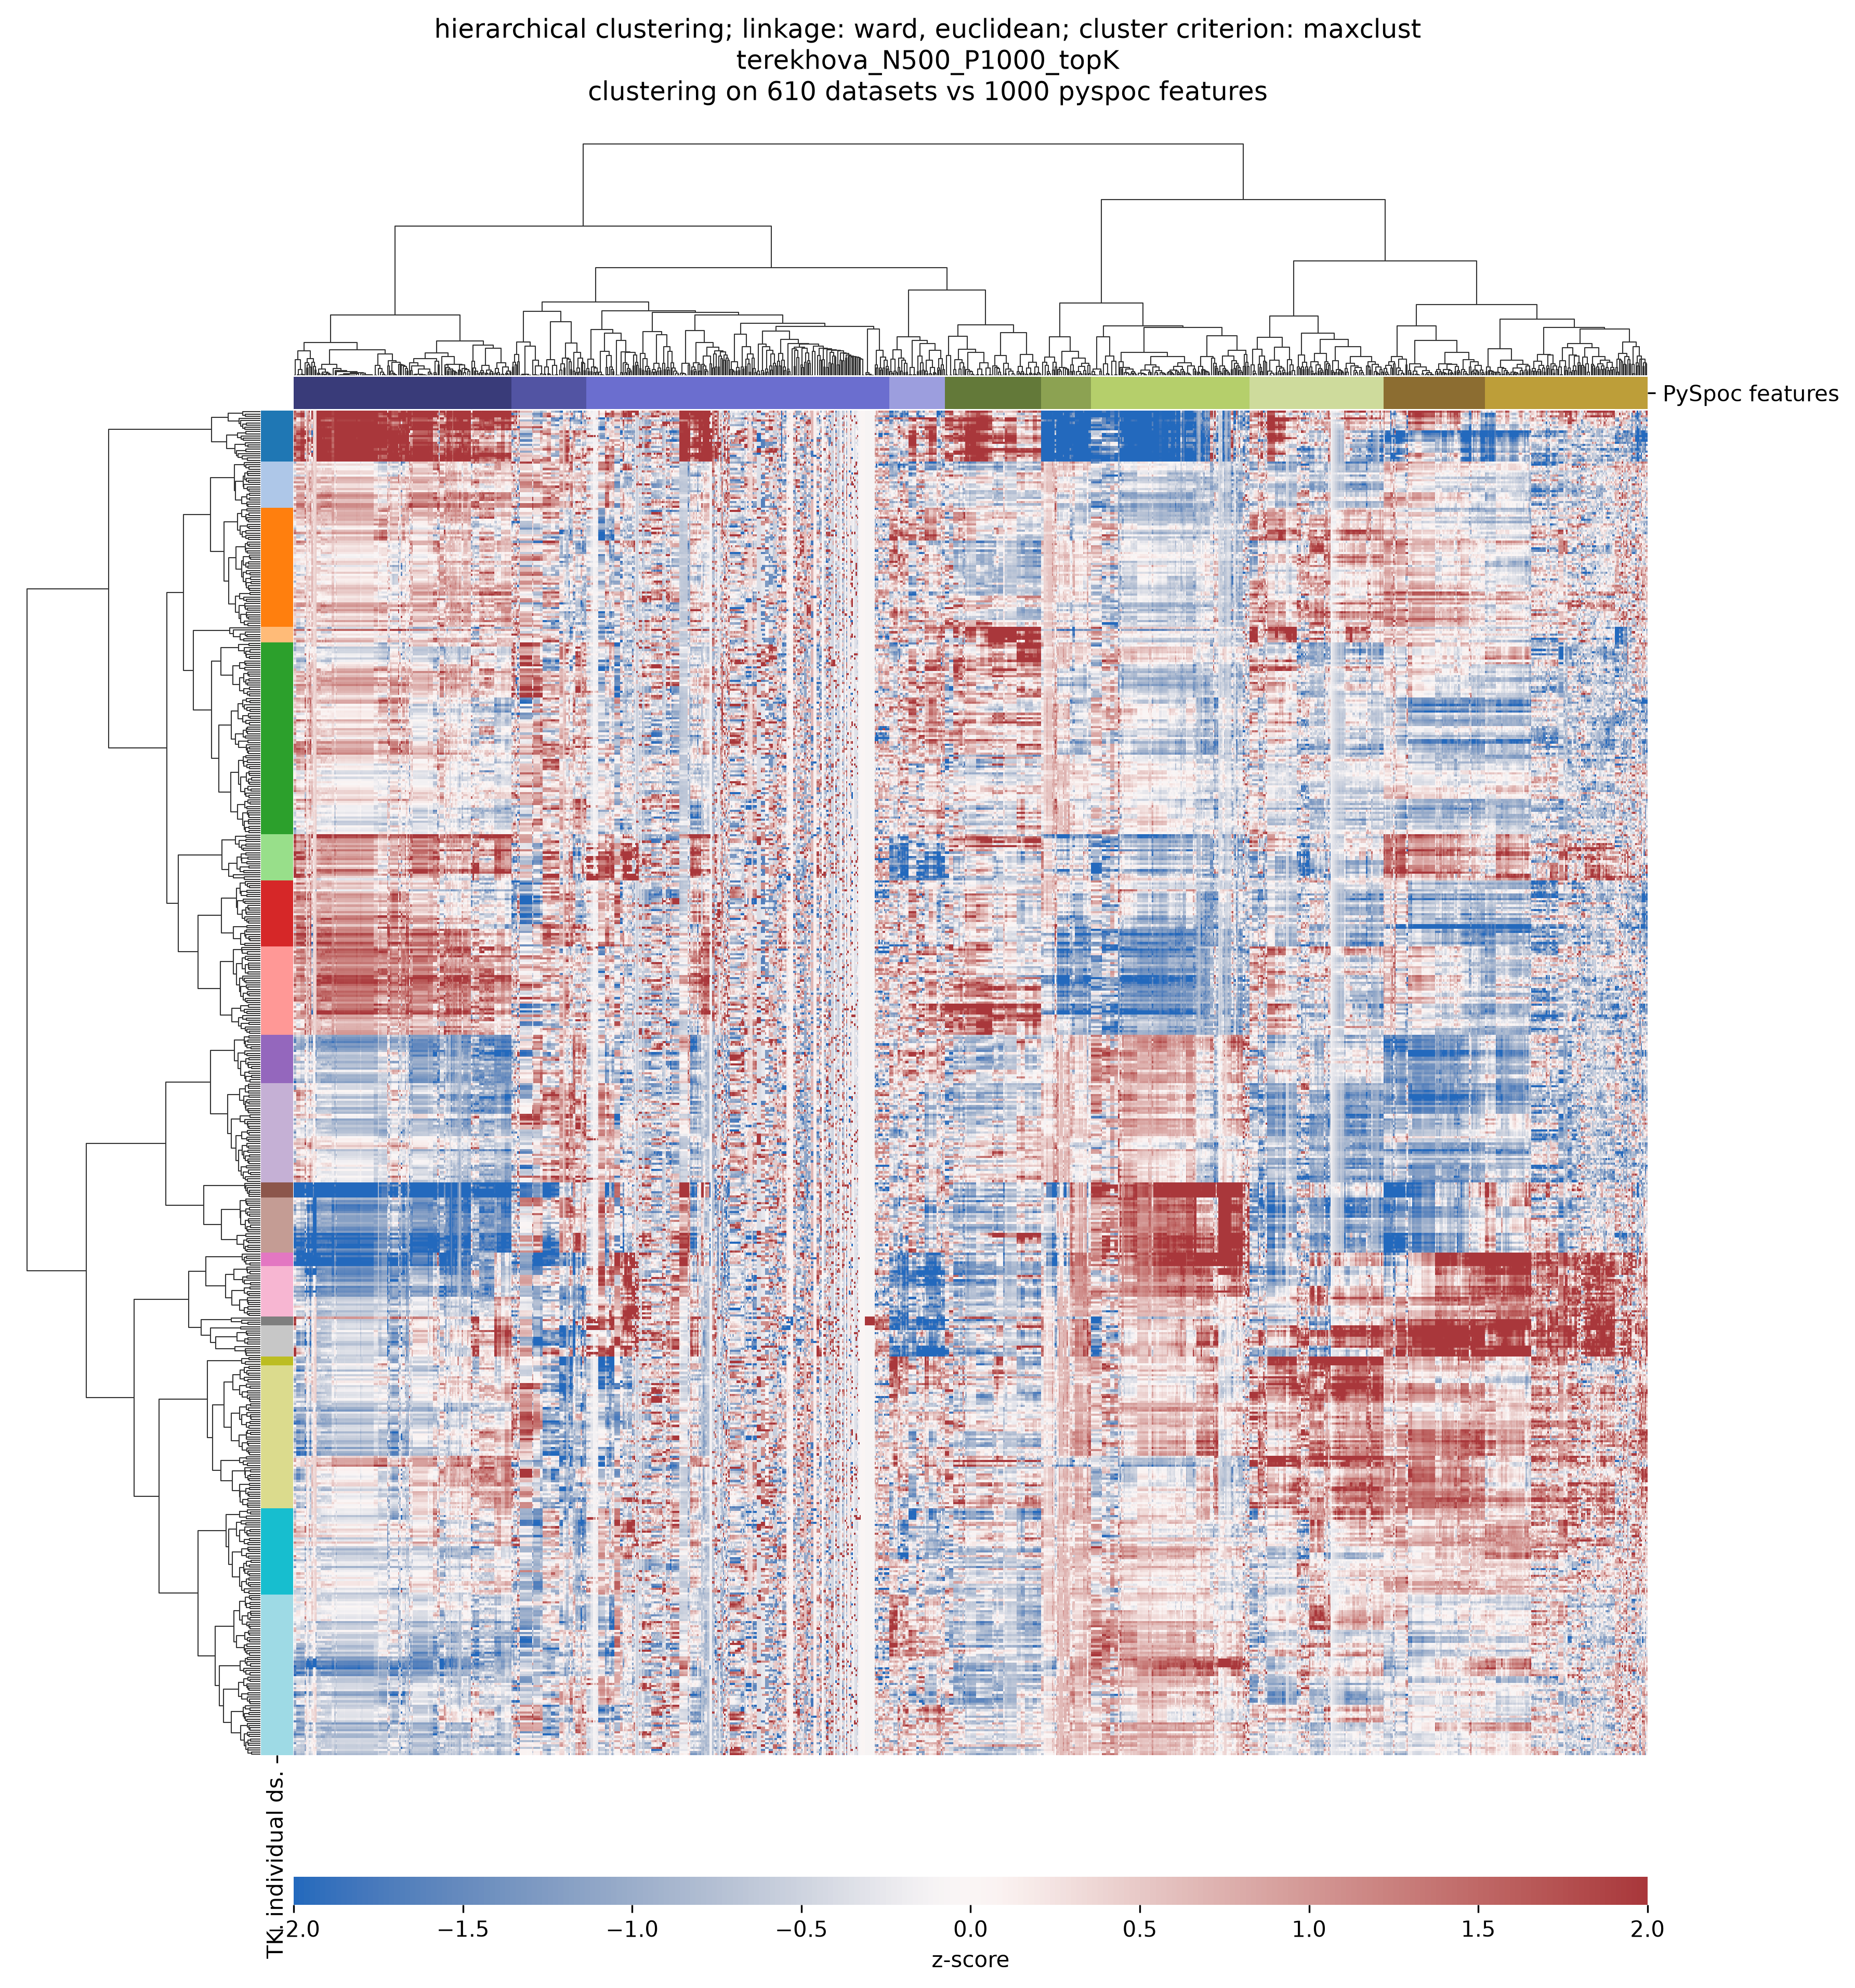 hierarchical clustering; linkage: ward, euclidean; cluster criterion: maxclust
terekhova_N500_P1000_topK
clustering on 610 datasets vs 1000 pyspoc features
PySpoc features
TK. individual ds.
−2.0 −1.5 −1.0 −0.5 0.0 0.5 1.0 1.5 2.0
z-score